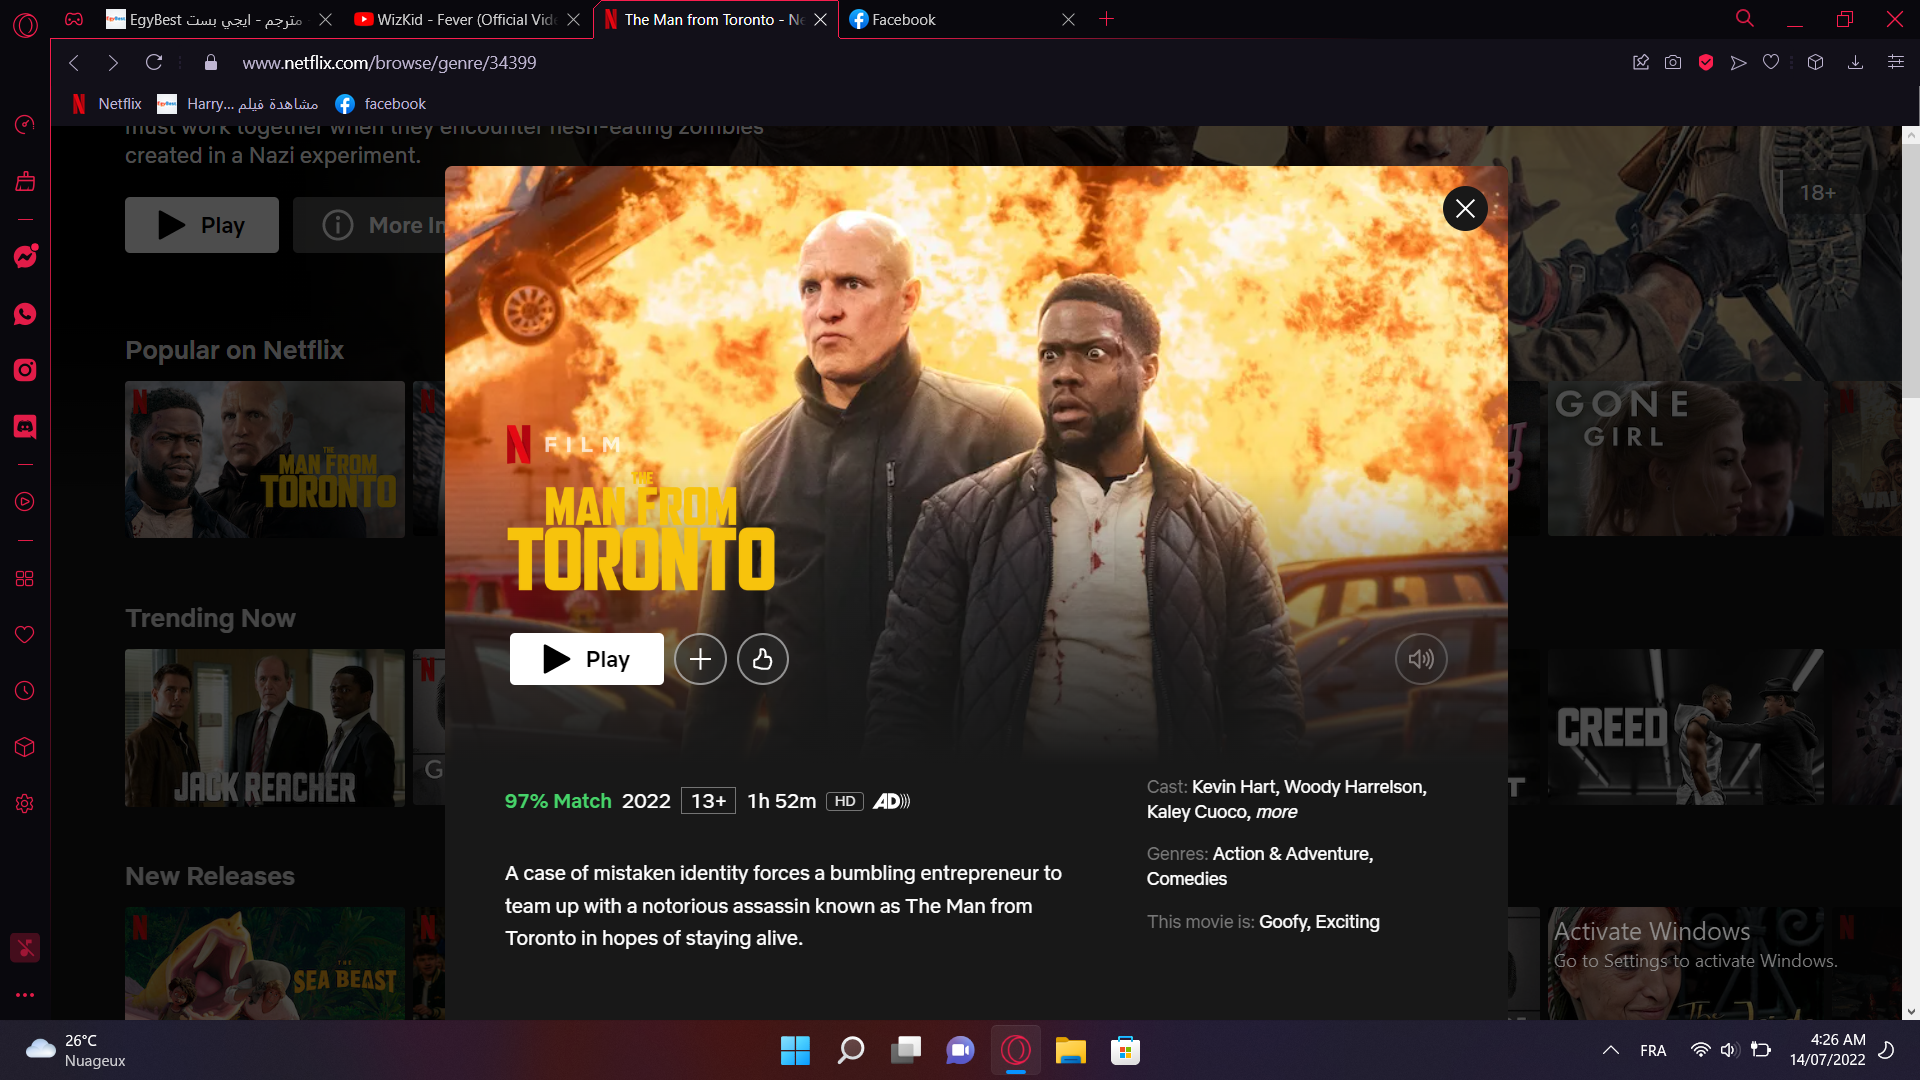 مترجم - ايجي بست EgyBest
WizKid - Fever (Official Vide
The Man from Toronto - Ne
Facebook
www.netflix.com/browse/genre/34399
Netflix
مشاهدة فيلم ...Harry
facebook
must work together when they encounter flesh-eating zombies
created in a Nazi experiment.
Play
More In
18+
Popular on Netflix
THE
MAN FROM
TORONTO
GONE
GIRL
N FILM
THE
MAN FROM
TORONTO
Play
Trending Now
JACK REACHER
G
CREED
T
97% Match 2022 13+ 1h 52m HD AD
Cast: Kevin Hart, Woody Harrelson,
Kaley Cuoco, more
A case of mistaken identity forces a bumbling entrepreneur to
team up with a notorious assassin known as The Man from
Toronto in hopes of staying alive.
Genres: Action & Adventure,
Comedies
This movie is: Goofy, Exciting
New Releases
THE
SEA BEAST
Activate Windows
Go to Settings to activate Windows.
26°C
Nuageux
FRA
4:26 AM
14/07/2022